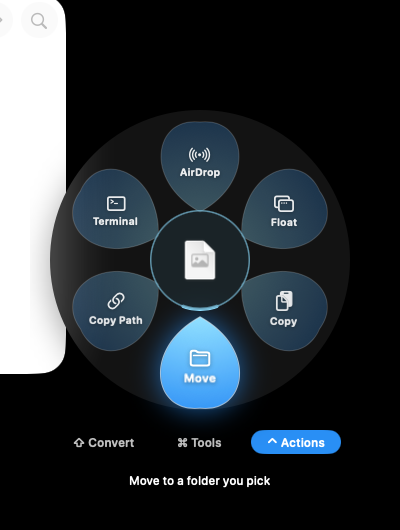 AirDrop
Terminal
Float
Copy Path
Copy
Move
⇧ Convert
⌘ Tools
⌃ Actions
Move to a folder you pick